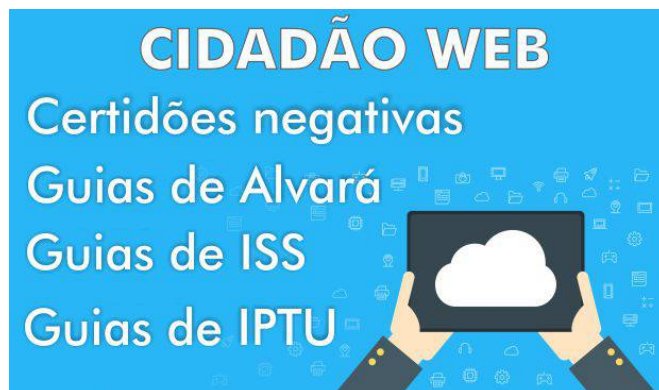 CIDADÃO WEB
Certidões negativas
Guias de Alvará
Guias de ISS
Guias de IPTU